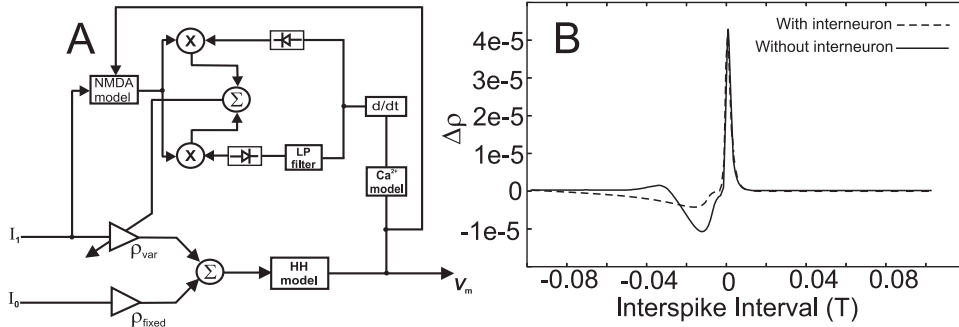 A
NMDA
model
X
Σ
X
d/dt
LP
filter
Ca²⁺
model
I₁
ρvar
Σ
HH
model
Vₘ
I₀
ρfixed
B
With interneuron
Without interneuron
4e-5
3e-5
2e-5
1e-5
0
-1e-5
Δρ
-0.08 -0.04 0 0.04 0.08
Interspike Interval (T)